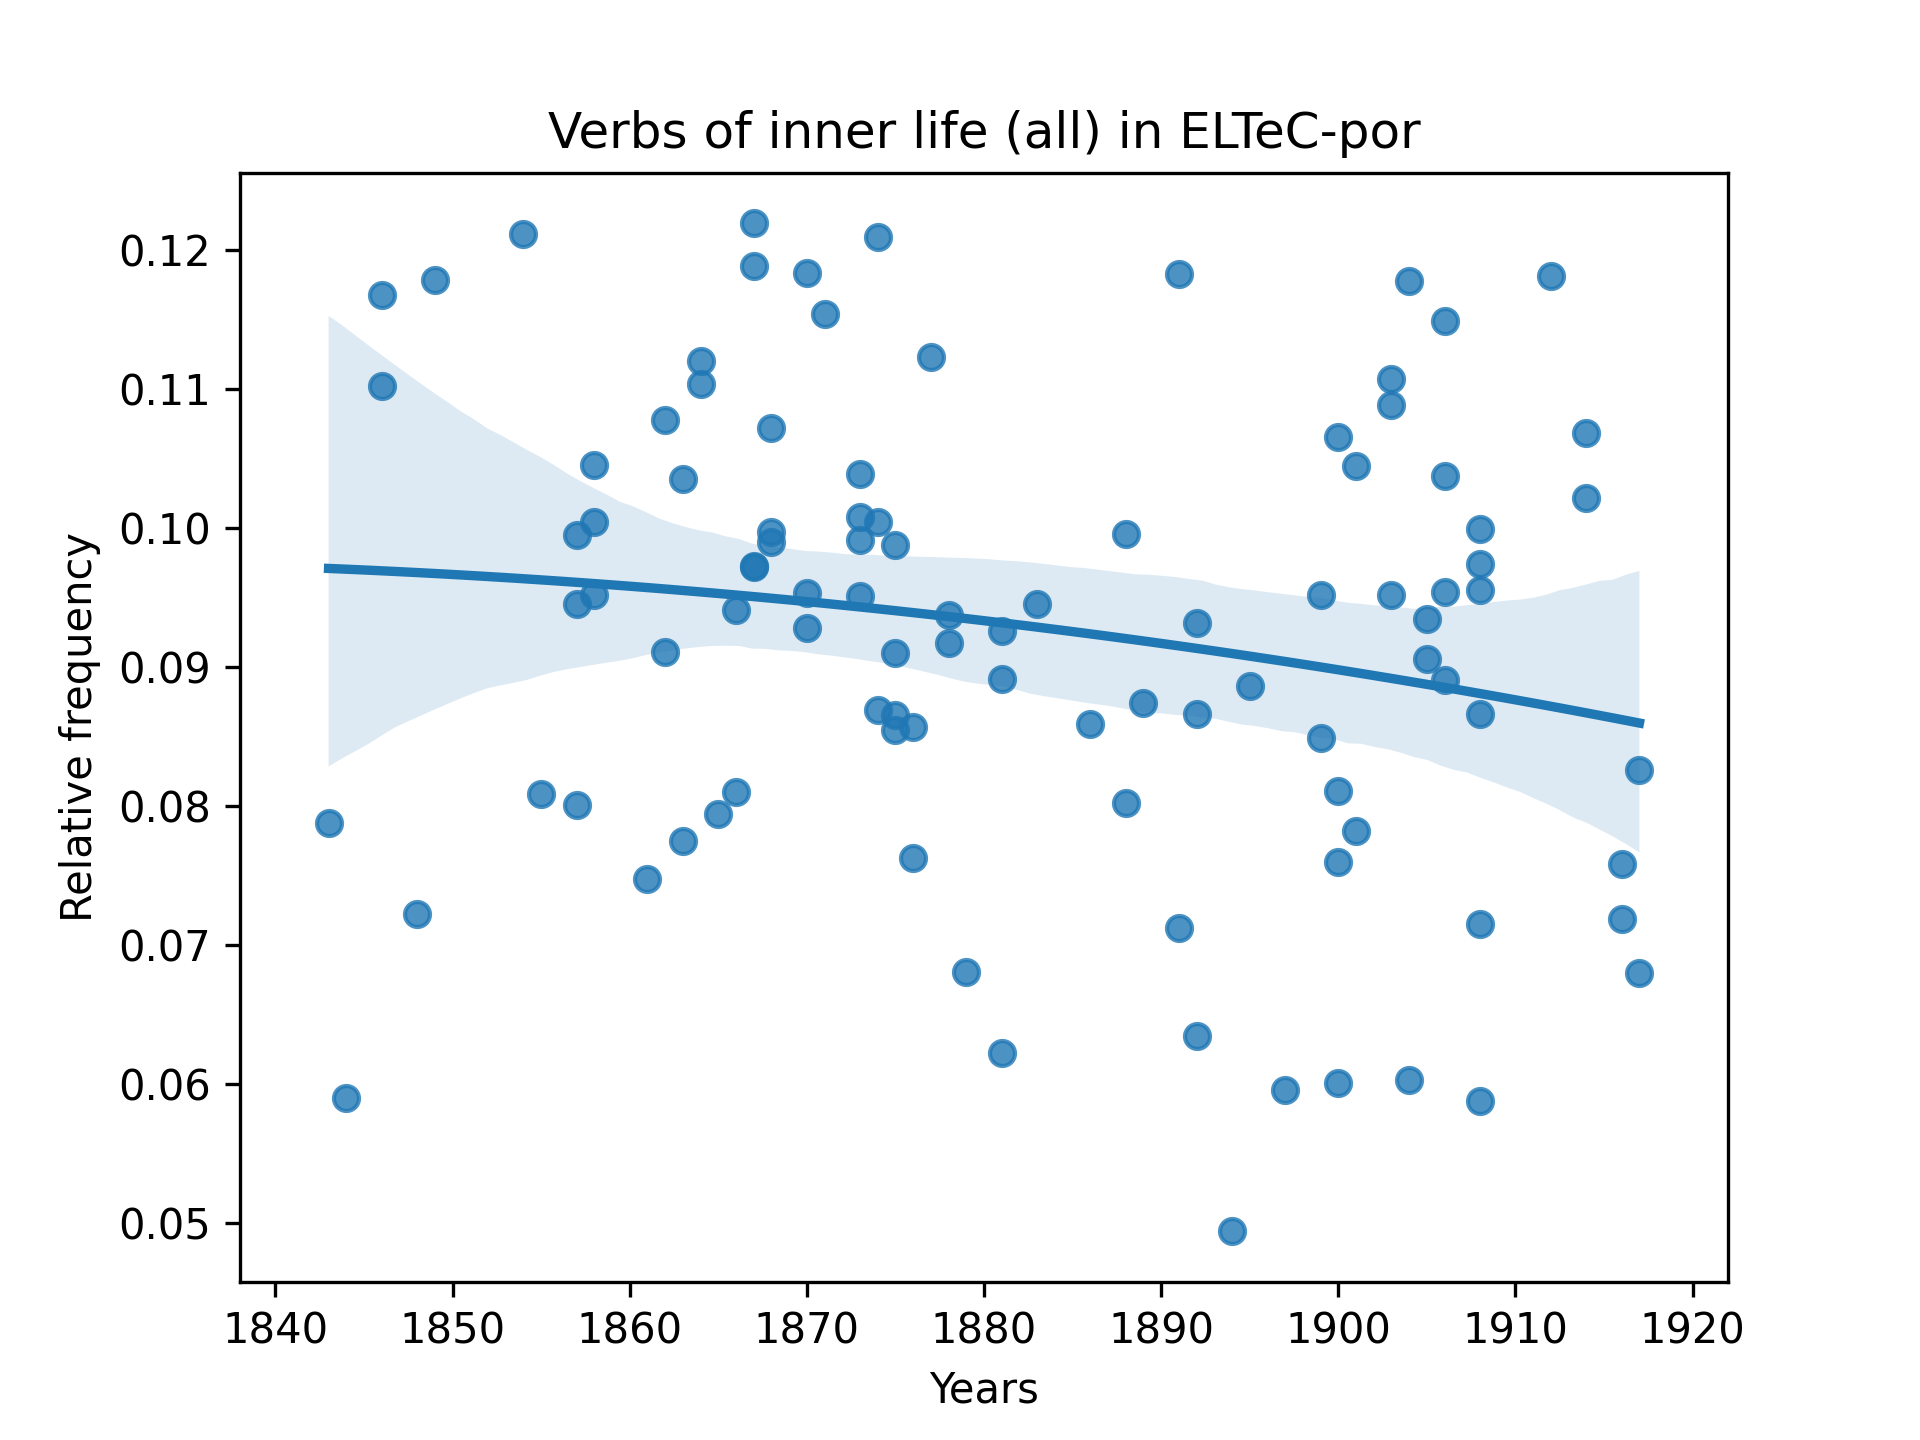 Verbs of inner life (all) in ELTeC-por
Relative frequency
0.12
0.11
0.10
0.09
0.08
0.07
0.06
0.05
1840 1850 1860 1870 1880 1890 1900 1910 1920
Years